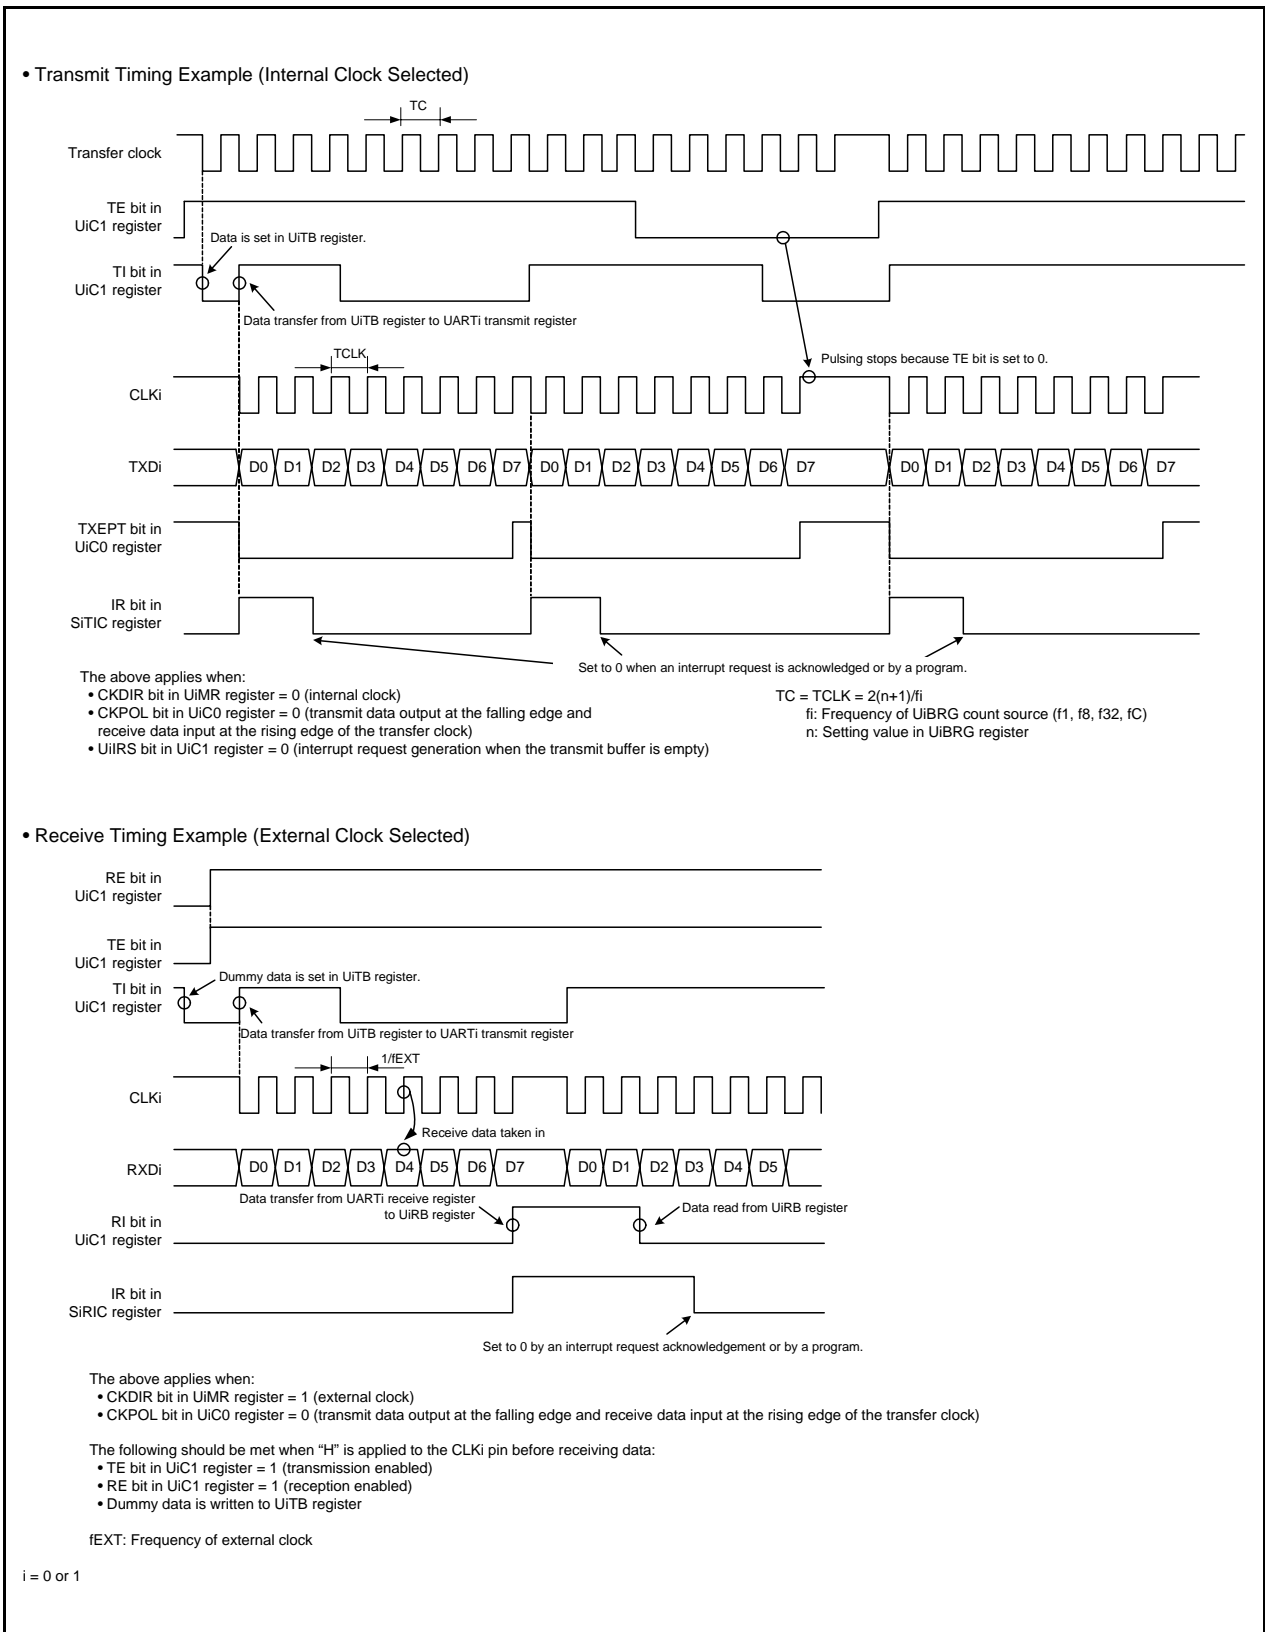 • Transmit Timing Example (Internal Clock Selected)
TC
Transfer clock
TE bit in
UiC1 register
Data is set in UiTB register.
TI bit in
UiC1 register
Data transfer from UiTB register to UARTi transmit register
TCLK
Pulsing stops because TE bit is set to 0.
CLKi
TXDi
D0 D1 D2 D3 D4 D5 D6 D7 D0 D1 D2 D3 D4 D5 D6 D7 D0 D1 D2 D3 D4 D5 D6 D7
TXEPT bit in
UiC0 register
IR bit in
SiTIC register
Set to 0 when an interrupt request is acknowledged or by a program.
The above applies when:
• CKDIR bit in UiMR register = 0 (internal clock)
• CKPOL bit in UiC0 register = 0 (transmit data output at the falling edge and
receive data input at the rising edge of the transfer clock)
• UiIRS bit in UiC1 register = 0 (interrupt request generation when the transmit buffer is empty)
TC = TCLK = 2(n+1)/fi
fi: Frequency of UiBRG count source (f1, f8, f32, fC)
n: Setting value in UiBRG register
• Receive Timing Example (External Clock Selected)
RE bit in
UiC1 register
TE bit in
UiC1 register
Dummy data is set in UiTB register.
TI bit in
UiC1 register
Data transfer from UiTB register to UARTi transmit register
1/fEXT
CLKi
Receive data taken in
RXDi
D0 D1 D2 D3 D4 D5 D6 D7 D0 D1 D2 D3 D4 D5
Data transfer from UARTi receive register
to UiRB register
Data read from UiRB register
RI bit in
UiC1 register
IR bit in
SiRIC register
Set to 0 by an interrupt request acknowledgement or by a program.
The above applies when:
• CKDIR bit in UiMR register = 1 (external clock)
• CKPOL bit in UiC0 register = 0 (transmit data output at the falling edge and receive data input at the rising edge of the transfer clock)
The following should be met when “H” is applied to the CLKi pin before receiving data:
• TE bit in UiC1 register = 1 (transmission enabled)
• RE bit in UiC1 register = 1 (reception enabled)
• Dummy data is written to UiTB register
fEXT: Frequency of external clock
i = 0 or 1